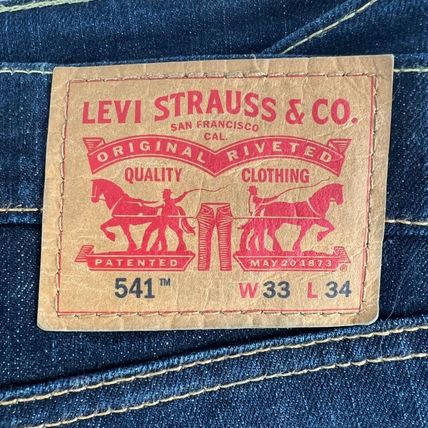 LEVI STRAUSS & CO.
SAN FRANCISCO
CAL.
ORIGINAL RIVETED
QUALITY CLOTHING
PATENTED MAY 20 1873 ®
541™ W 33 L 34